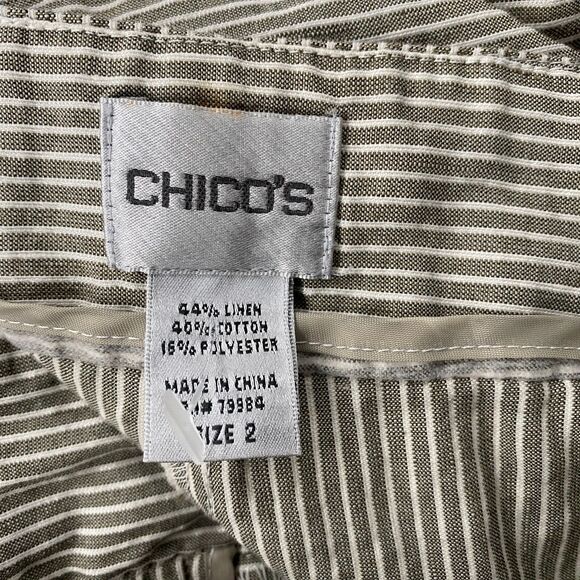 CHICO'S
44% LINEN
40% COTTON
16% POLYESTER
MADE IN CHINA
79984
SIZE 2